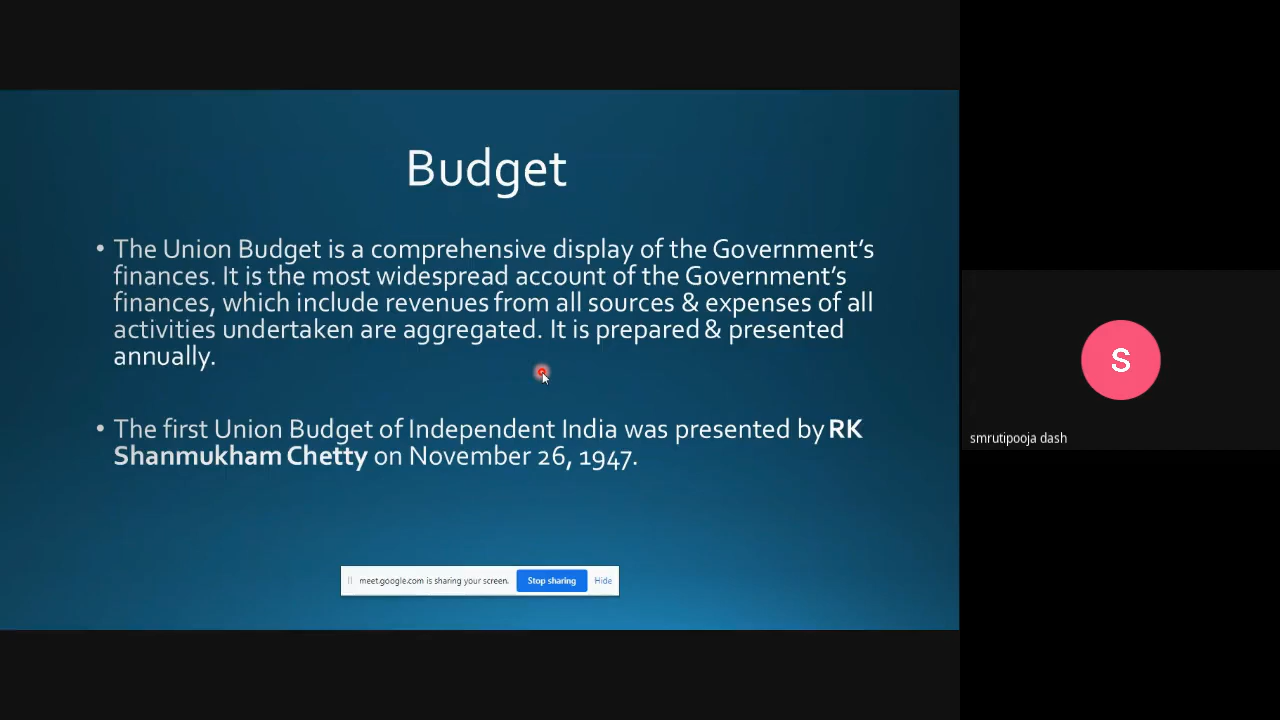 Budget
• The Union Budget is a comprehensive display of the Government’s
finances. It is the most widespread account of the Government’s
finances, which include revenues from all sources & expenses of all
activities undertaken are aggregated. It is prepared & presented
annually.
• The first Union Budget of Independent India was presented by RK
Shanmukham Chetty on November 26, 1947.
meet.google.com is sharing your screen. Stop sharing Hide
S
smrutipooja dash